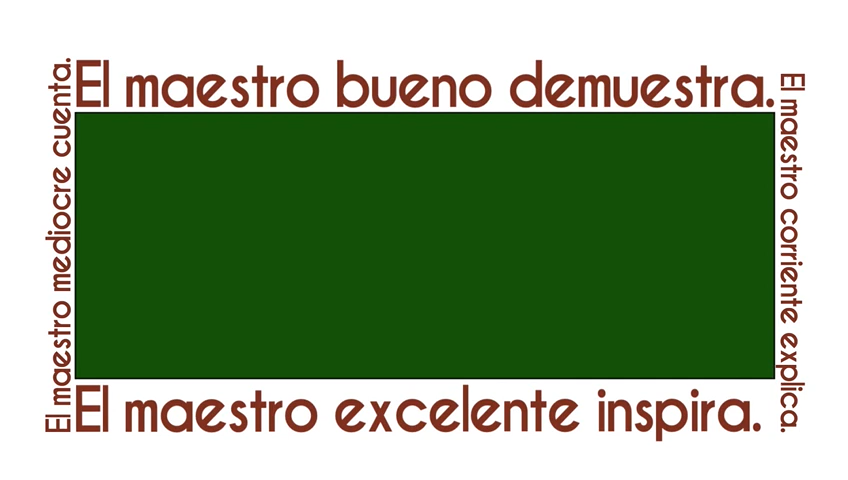 El maestro mediocre cuenta.
El maestro bueno demuestra.
El maestro corriente explica.
El maestro excelente inspira.